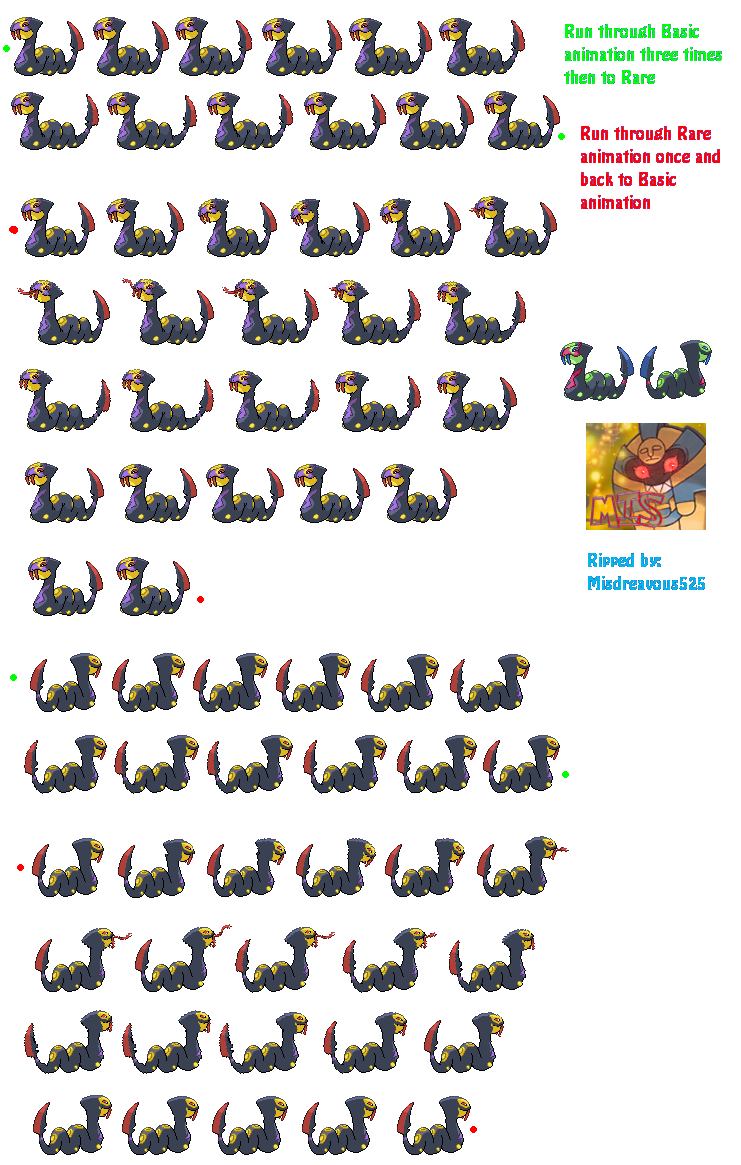 Run through Basic
animation three times
then to Rare
Run through Rare
animation once and
back to Basic
animation
Ripped by:
Misdreavous525